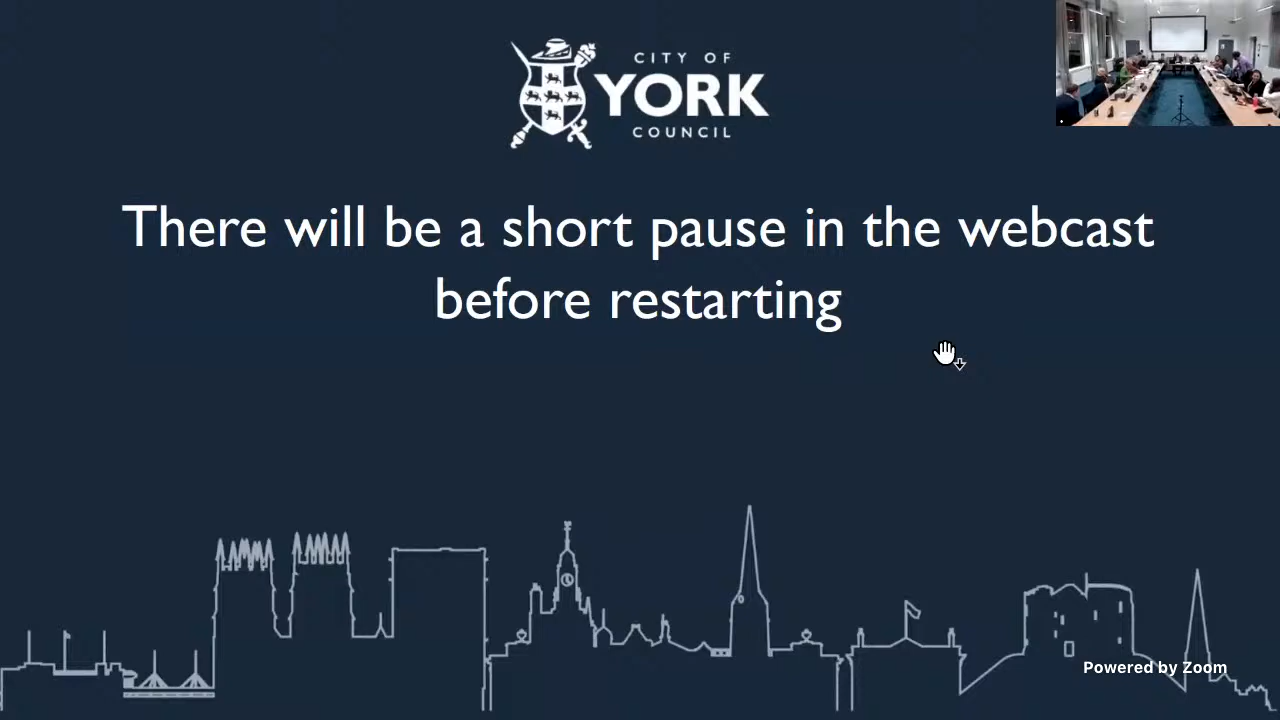 CITY OF
YORK
COUNCIL
There will be a short pause in the webcast
before restarting
Powered by Zoom